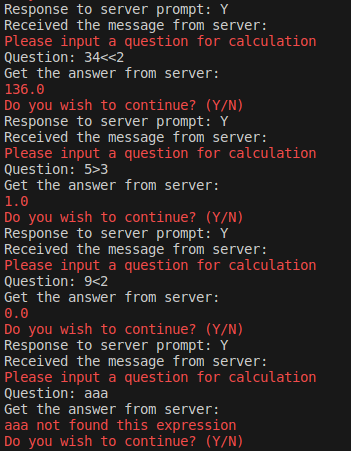 Response to server prompt: Y
Received the message from server:
Please input a question for calculation
Question: 34<<2
Get the answer from server:
136.0
Do you wish to continue? (Y/N)
Response to server prompt: Y
Received the message from server:
Please input a question for calculation
Question: 5>3
Get the answer from server:
1.0
Do you wish to continue? (Y/N)
Response to server prompt: Y
Received the message from server:
Please input a question for calculation
Question: 9<2
Get the answer from server:
0.0
Do you wish to continue? (Y/N)
Response to server prompt: Y
Received the message from server:
Please input a question for calculation
Question: aaa
Get the answer from server:
aaa not found this expression
Do you wish to continue? (Y/N)